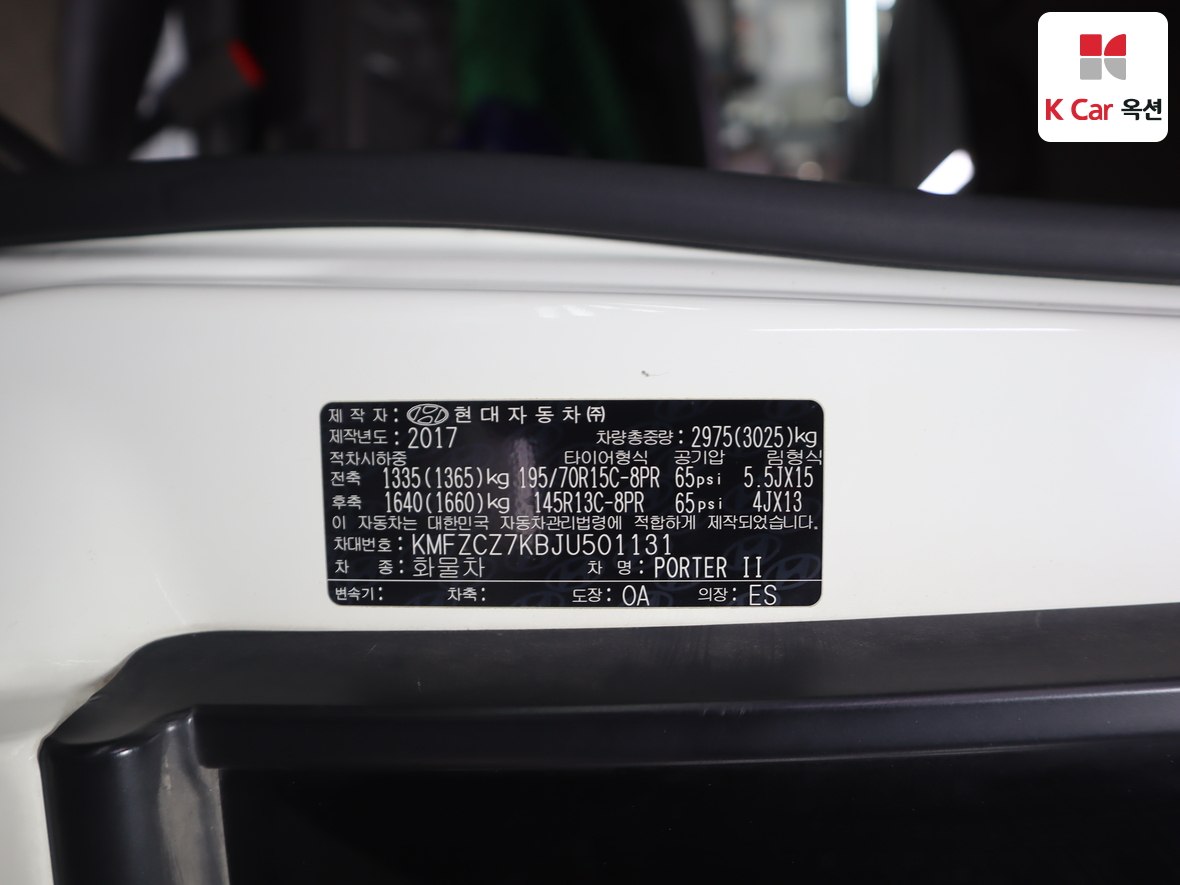 K Car 옥션
제 작 자 : 현 대 자 동 차 ㈜
제작년도 : 2017 차량총중량 : 2975(3025)kg
적차시하중 타이어형식 공기압 림형식
전축 1335(1365)kg 195/70R15C-8PR 65psi 5.5JX15
후축 1640(1660)kg 145R13C-8PR 65psi 4JX13
이 자동차는 대한민국 자동차관리법령에 적합하게 제작되었습니다.
차대번호 : KMFZCZ7KBJU501131
차 종 : 화물차 차 명 : PORTER II
변속기 : 차축 : 도장 : OA 의장 : ES